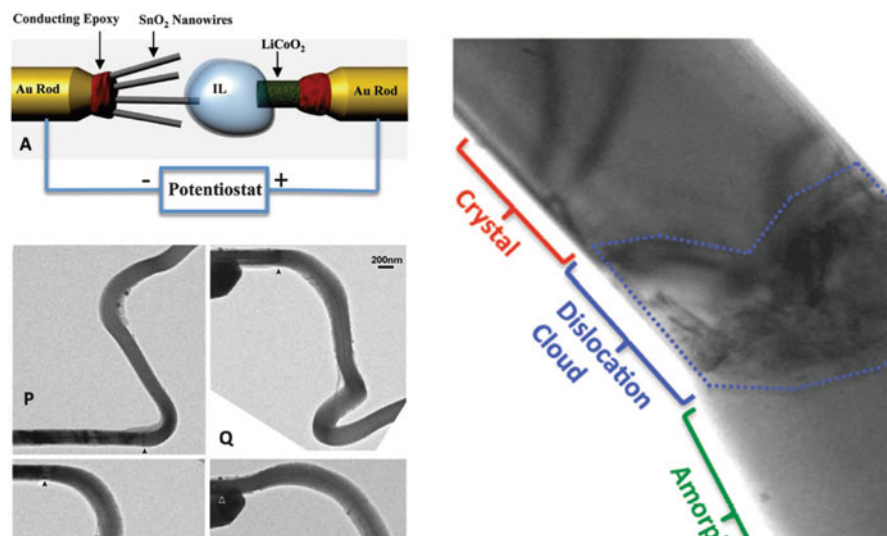 Conducting Epoxy
SnO₂ Nanowires
LiCoO₂
Au Rod
IL
Au Rod
A
-
Potentiostat
+
P
Q
200nm
Crystal
Dislocation
Cloud